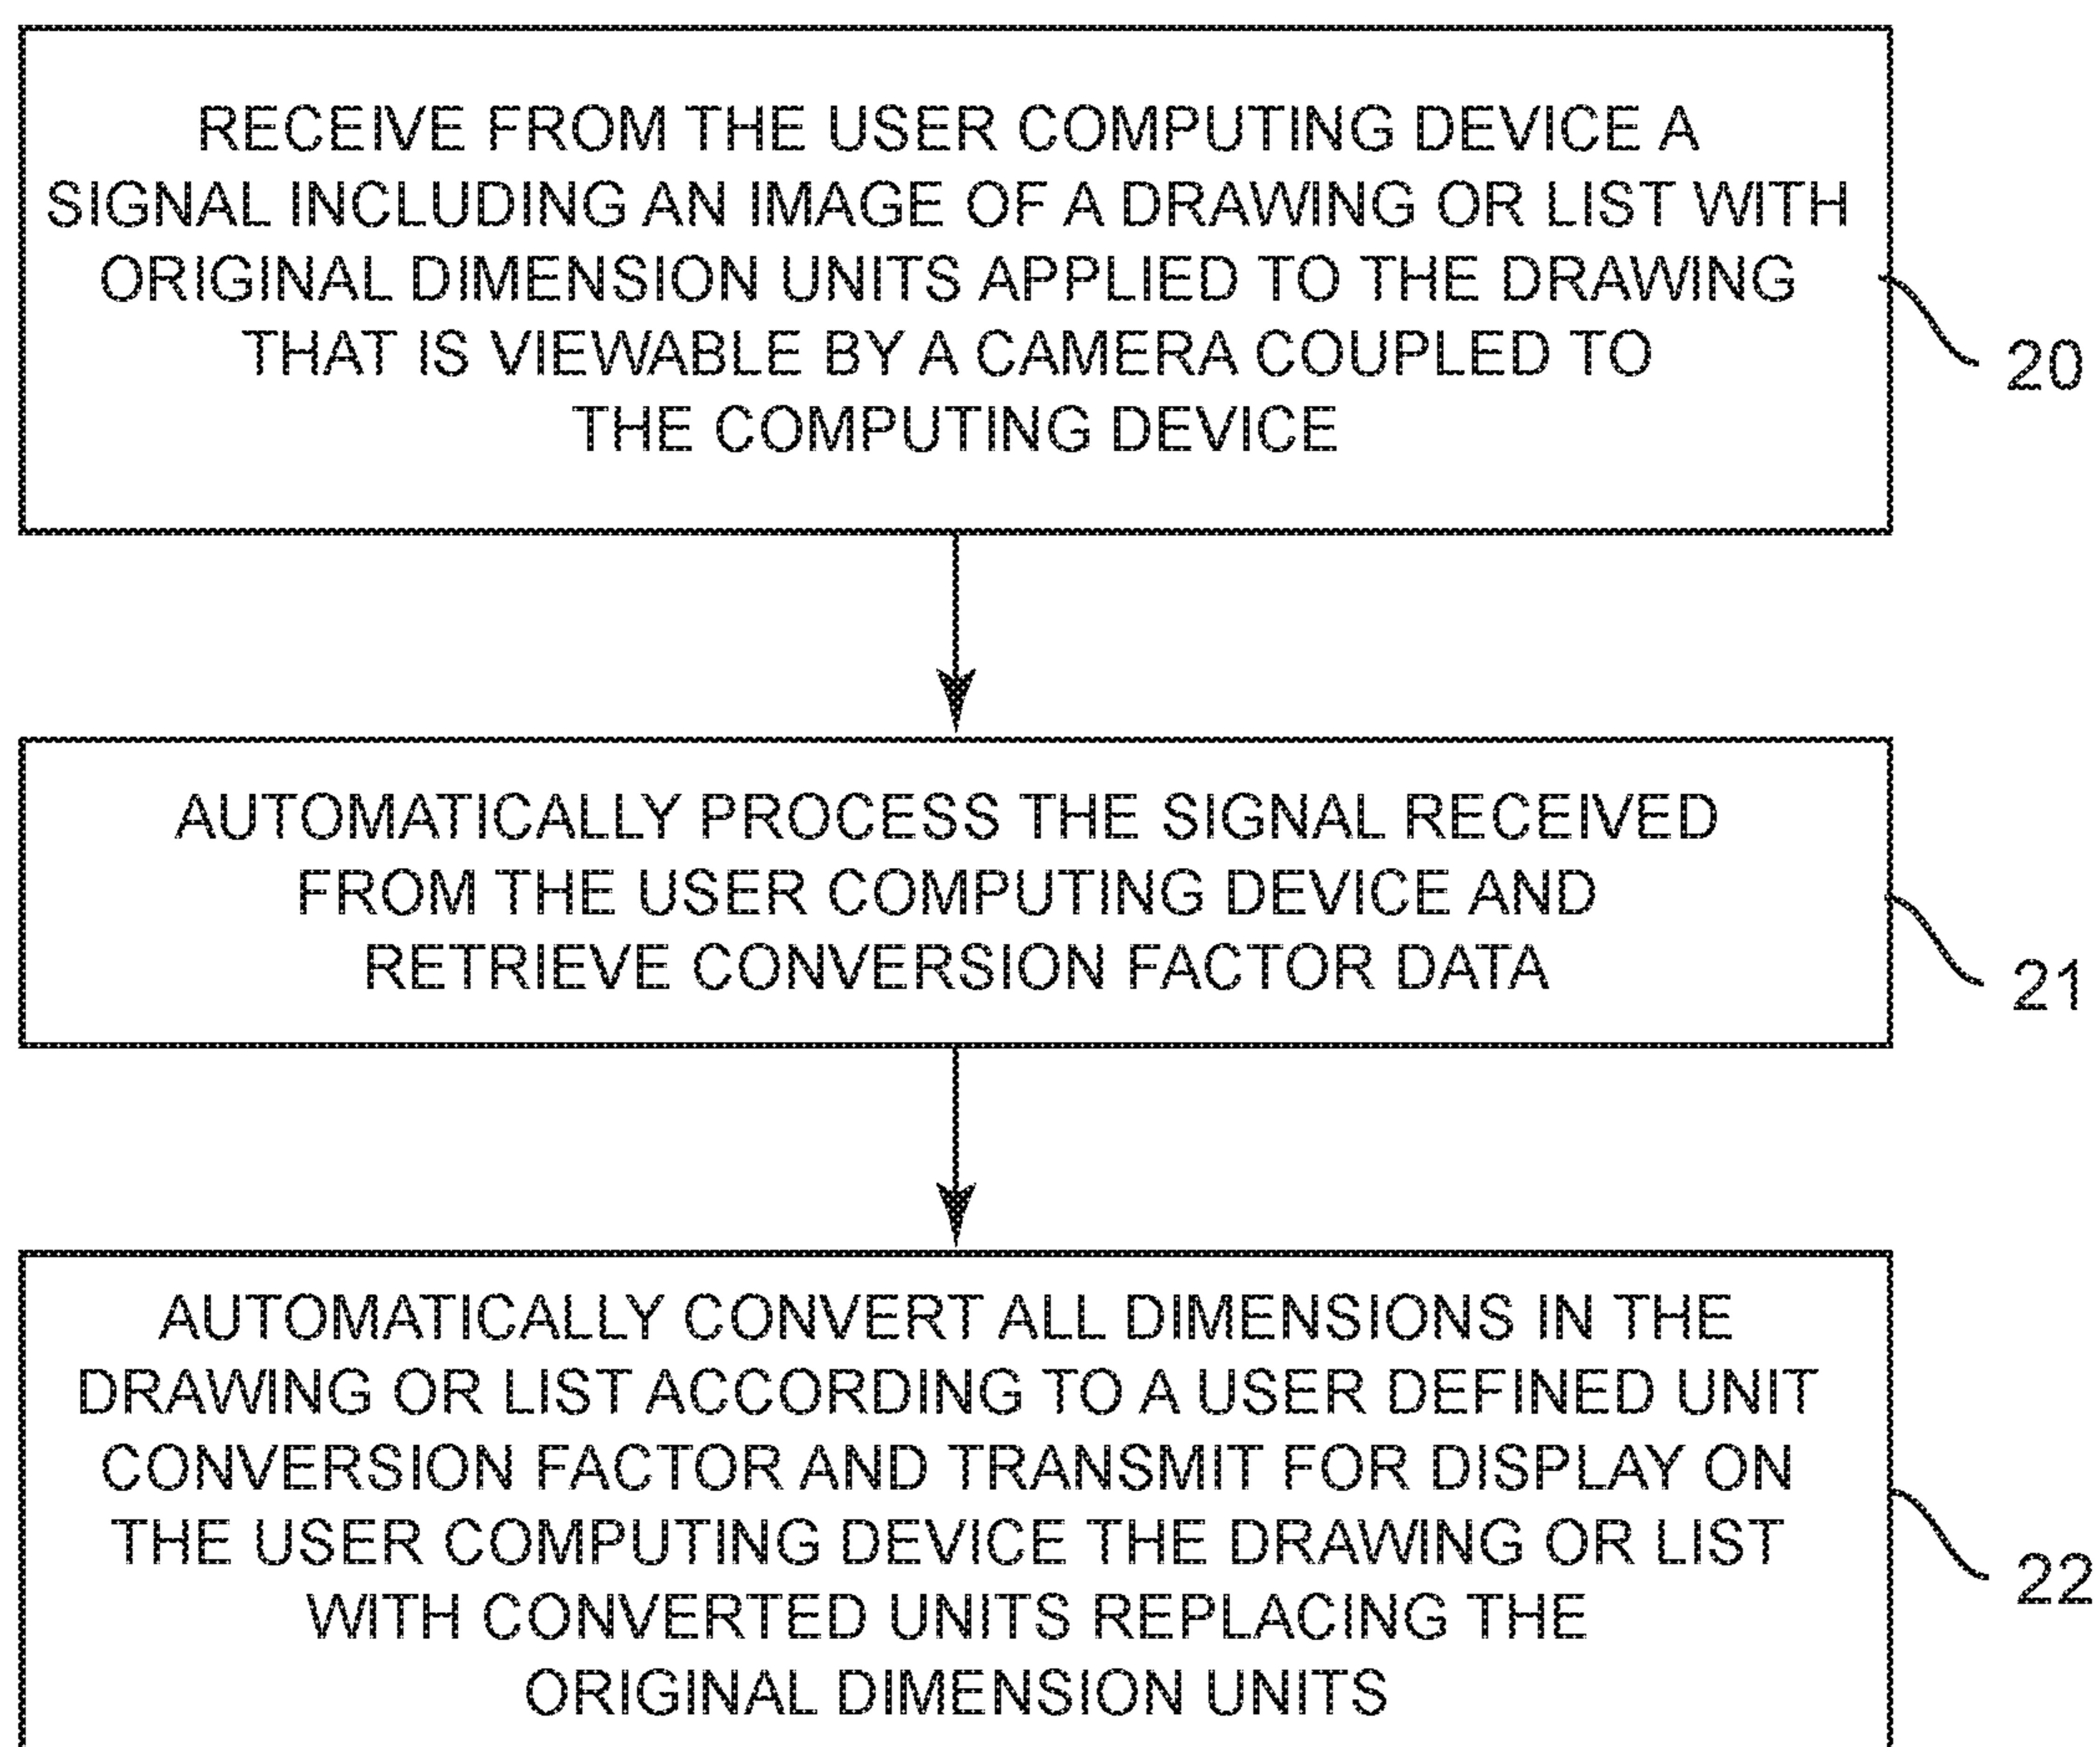 RECEIVE FROM THE USER COMPUTING DEVICE A
SIGNAL INCLUDING AN IMAGE OF A DRAWING OR LIST WITH
ORIGINAL DIMENSION UNITS APPLIED TO THE DRAWING
THAT IS VIEWABLE BY A CAMERA COUPLED TO
THE COMPUTING DEVICE
20
AUTOMATICALLY PROCESS THE SIGNAL RECEIVED
FROM THE USER COMPUTING DEVICE AND
RETRIEVE CONVERSION FACTOR DATA
21
AUTOMATICALLY CONVERT ALL DIMENSIONS IN THE
DRAWING OR LIST ACCORDING TO A USER DEFINED UNIT
CONVERSION FACTOR AND TRANSMIT FOR DISPLAY ON
THE USER COMPUTING DEVICE THE DRAWING OR LIST
WITH CONVERTED UNITS REPLACING THE
ORIGINAL DIMENSION UNITS
22